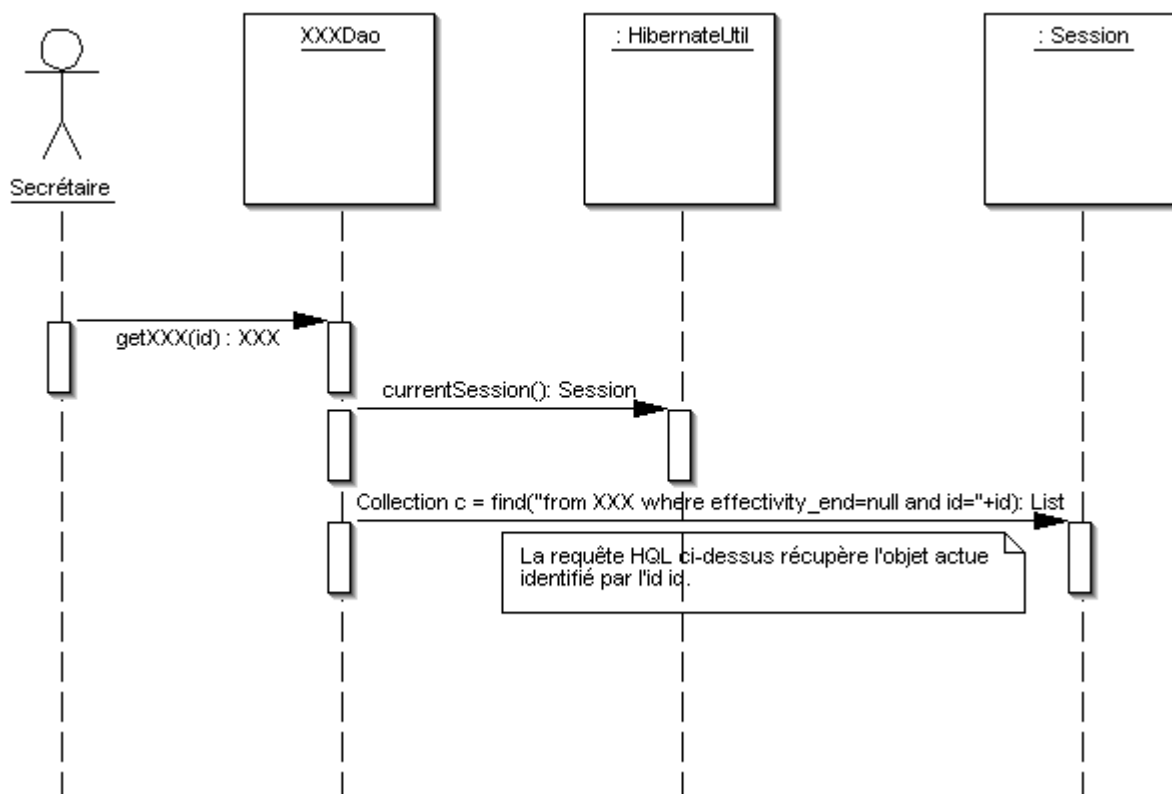 XXXDao
: HibernateUtil
: Session
Secrétaire
getXXX(id) : XXX
currentSession(): Session
Collection c = find("from XXX where effectivity_end=null and id="+id): List
La requête HQL ci-dessus récupère l'objet actue
identifié par l'id id.